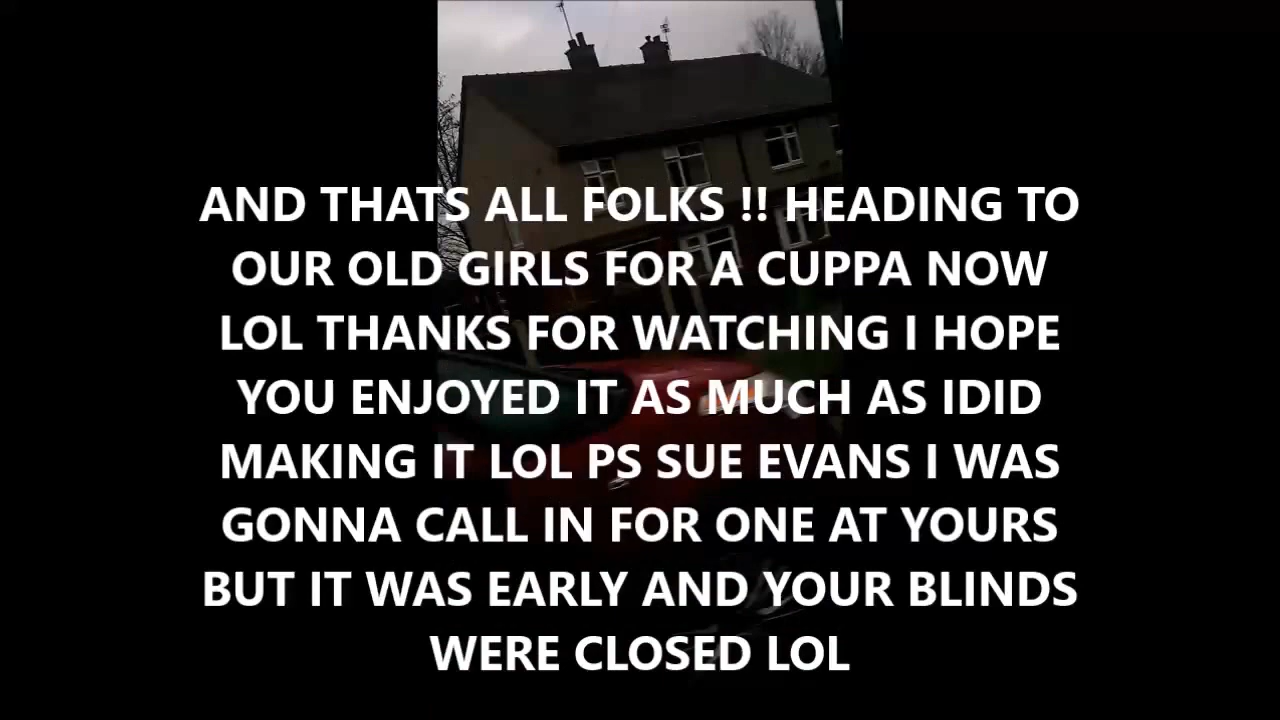 AND THATS ALL FOLKS !! HEADING TO
OUR OLD GIRLS FOR A CUPPA NOW
LOL THANKS FOR WATCHING I HOPE
YOU ENJOYED IT AS MUCH AS IDID
MAKING IT LOL PS SUE EVANS I WAS
GONNA CALL IN FOR ONE AT YOURS
BUT IT WAS EARLY AND YOUR BLINDS
WERE CLOSED LOL